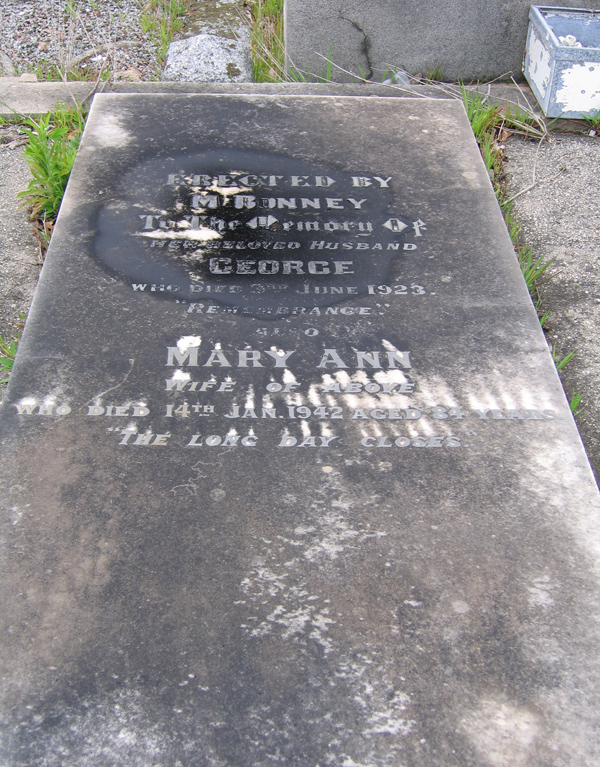 ERECTED BY
M BONNEY
To The Memory Of
HER BELOVED HUSBAND
GEORGE
WHO DIED 3RD JUNE 1923.
"REMEMBRANCE"
ALSO
MARY ANN
WIFE OF ABOVE
WHO DIED 14TH JAN. 1942 AGED 84 YEARS
"THE LONG DAY CLOSES"